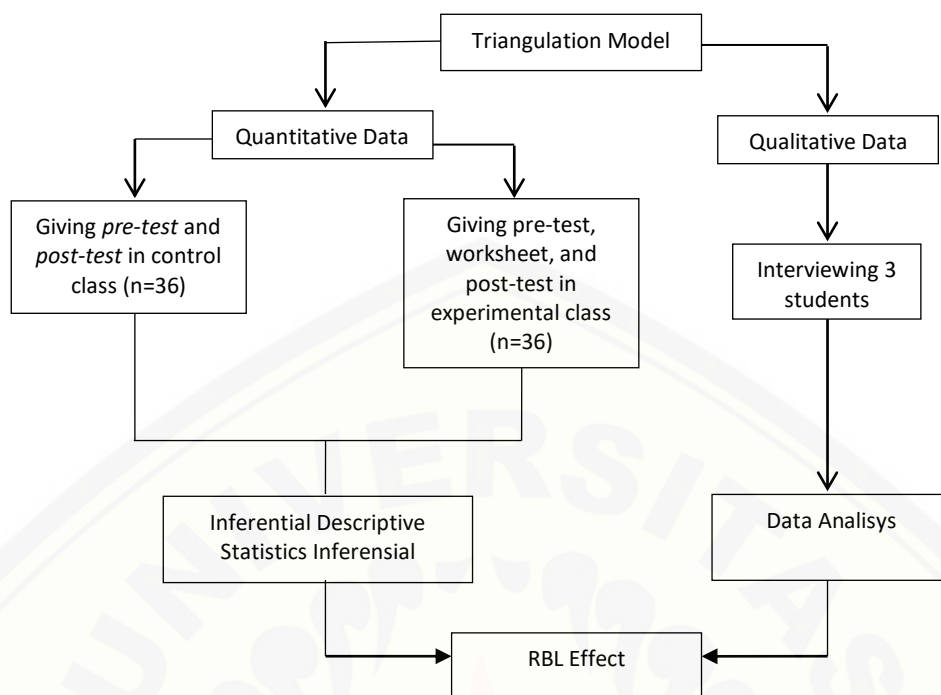 Triangulation Model
Quantitative Data
Qualitative Data
Giving pre-test and
post-test in control
class (n=36)
Giving pre-test,
worksheet, and
post-test in
experimental class
(n=36)
Interviewing 3
students
Inferential Descriptive
Statistics Inferensial
Data Analisys
RBL Effect
UNIVERSITAS